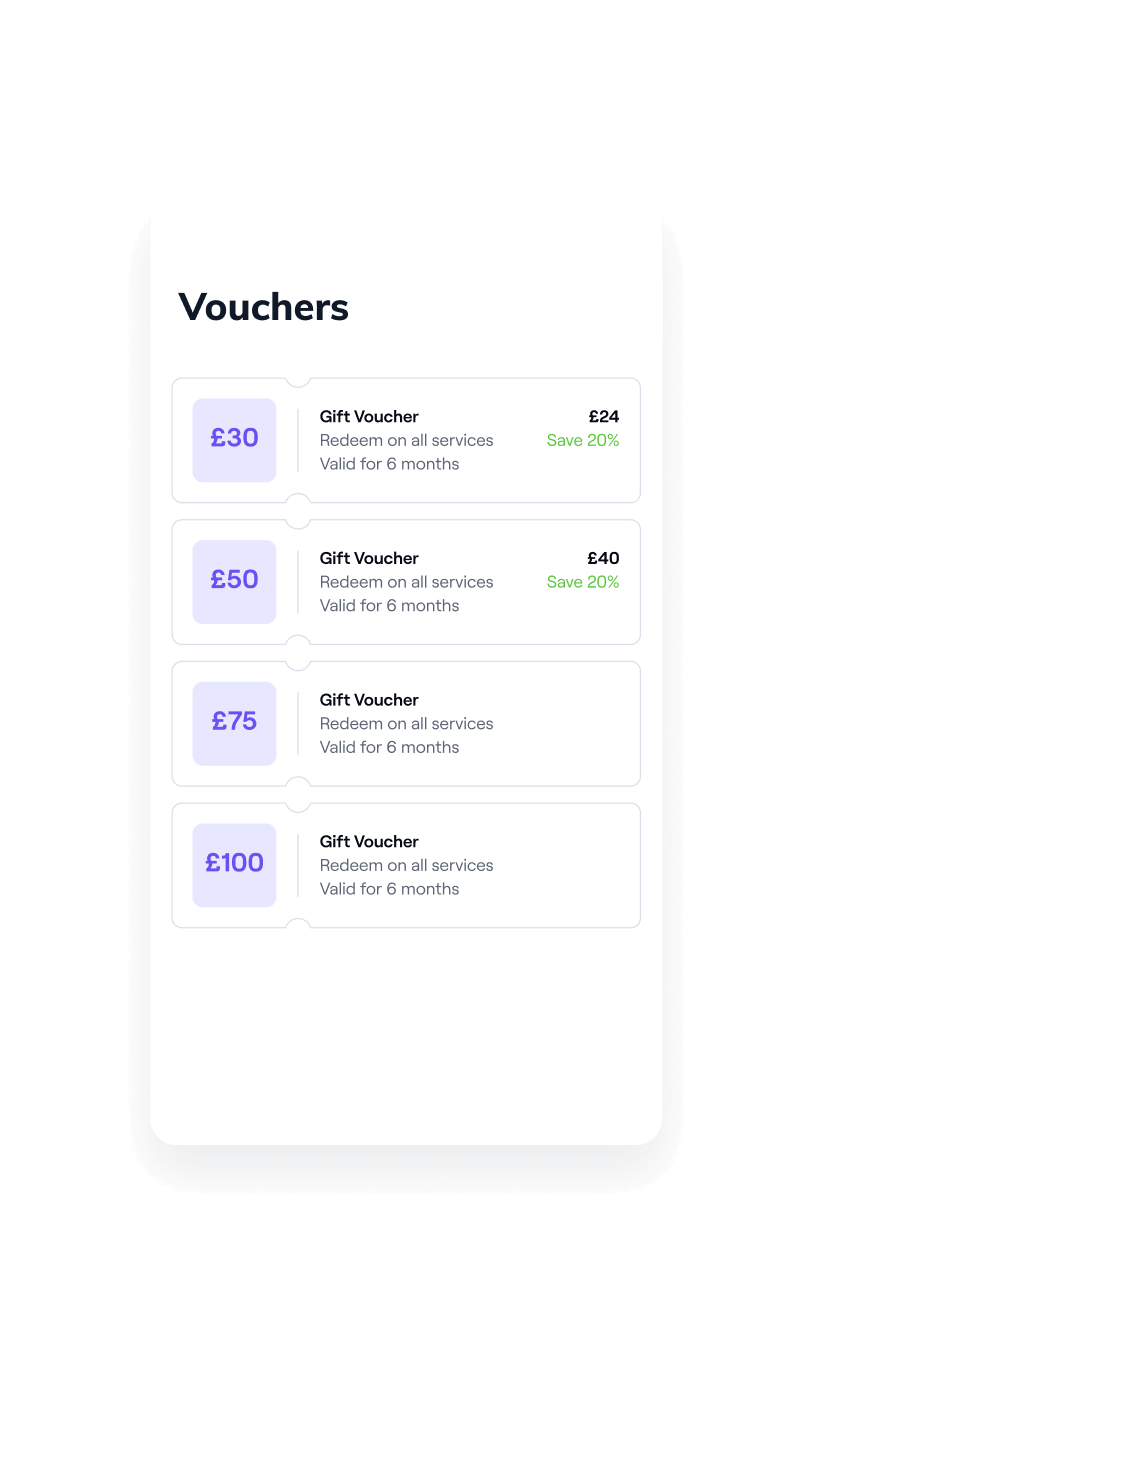 Vouchers
£30
Gift Voucher
£24
Redeem on all services
Save 20%
Valid for 6 months
£50
Gift Voucher
£40
Redeem on all services
Save 20%
Valid for 6 months
£75
Gift Voucher
Redeem on all services
Valid for 6 months
£100
Gift Voucher
Redeem on all services
Valid for 6 months